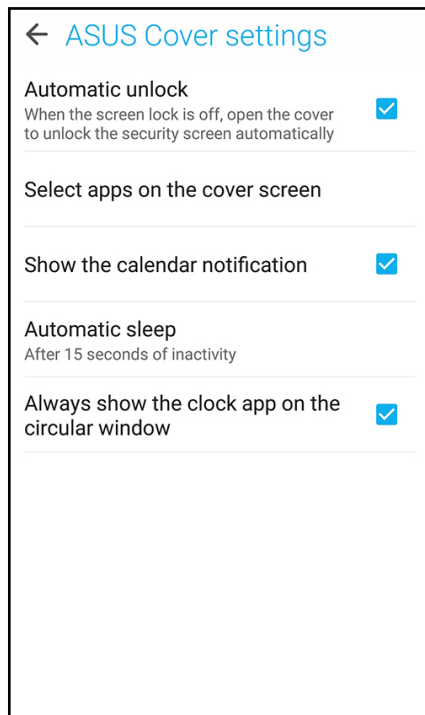 ASUS Cover settings
Automatic unlock
When the screen lock is off, open the cover
to unlock the security screen automatically
Select apps on the cover screen
Show the calendar notification
Automatic sleep
After 15 seconds of inactivity
Always show the clock app on the
circular window